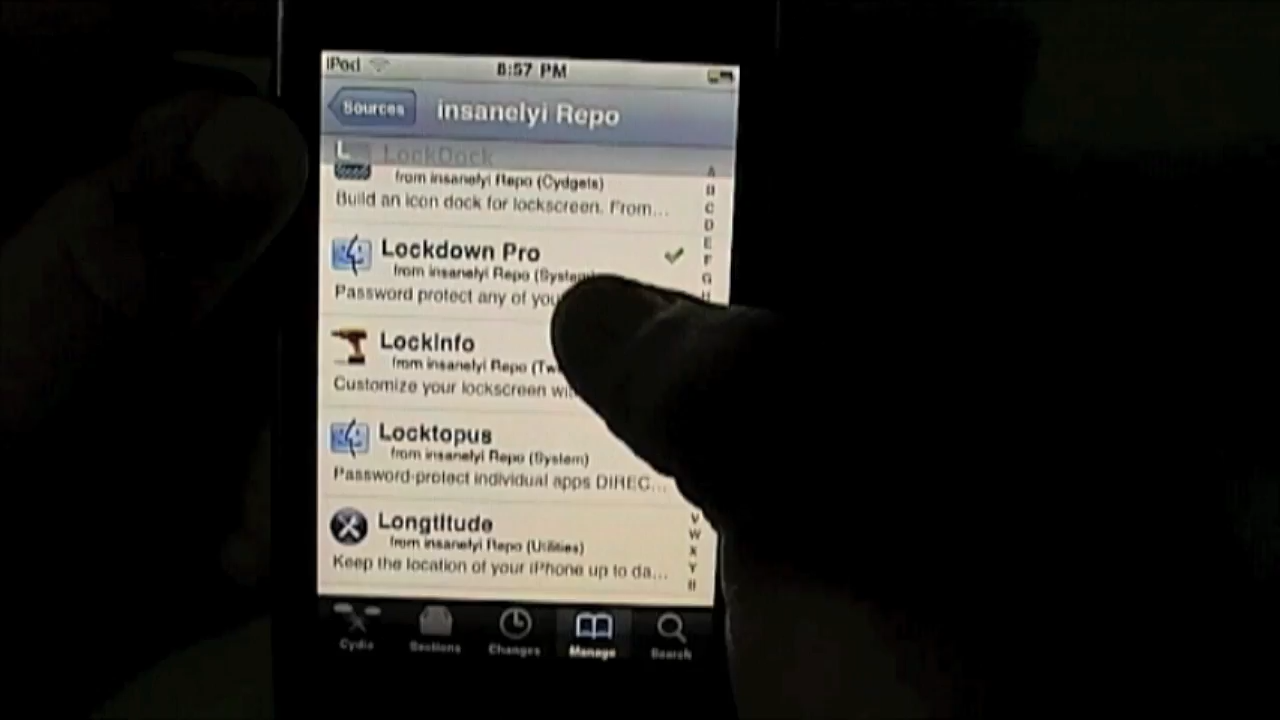 iPod 8:57 PM
Sources insanelyi Repo
LockDock
from insanelyi Repo (Cydgets)
Build an icon dock for lockscreen. From...
Lockdown Pro
from insanelyi Repo (System
Password protect any of you
LockInfo
from insanelyi Repo (Tw
Customize your lockscreen wi
Locktopus
from insanelyi Repo (System)
Password-protect individual apps DIREC...
Longtitude
from insanelyi Repo (Utilities)
Keep the location of your iPhone up to da...
A
B
C
D
E
F
G
H
V
W
X
Y
#
Cydia Sections Changes Manage Search